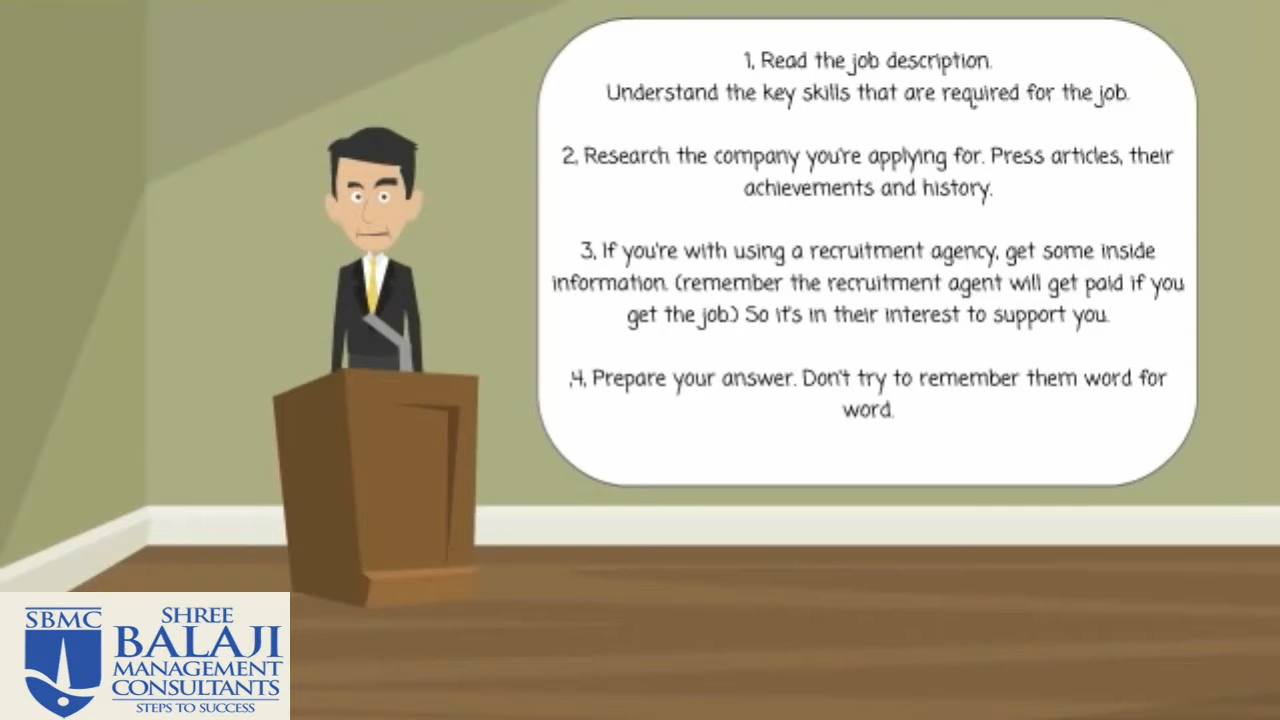 1, Read the job description.
Understand the key skills that are required for the job.
2, Research the company you're applying for. Press articles, their
achievements and history.
3, If you're with using a recruitment agency, get some inside
information. (remember the recruitment agent will get paid if you
get the job.) So it's in their interest to support you.
,4, Prepare your answer. Don't try to remember them word for
word.
SBMC
SHREE
BALAJI
MANAGEMENT
CONSULTANTS
STEPS TO SUCCESS